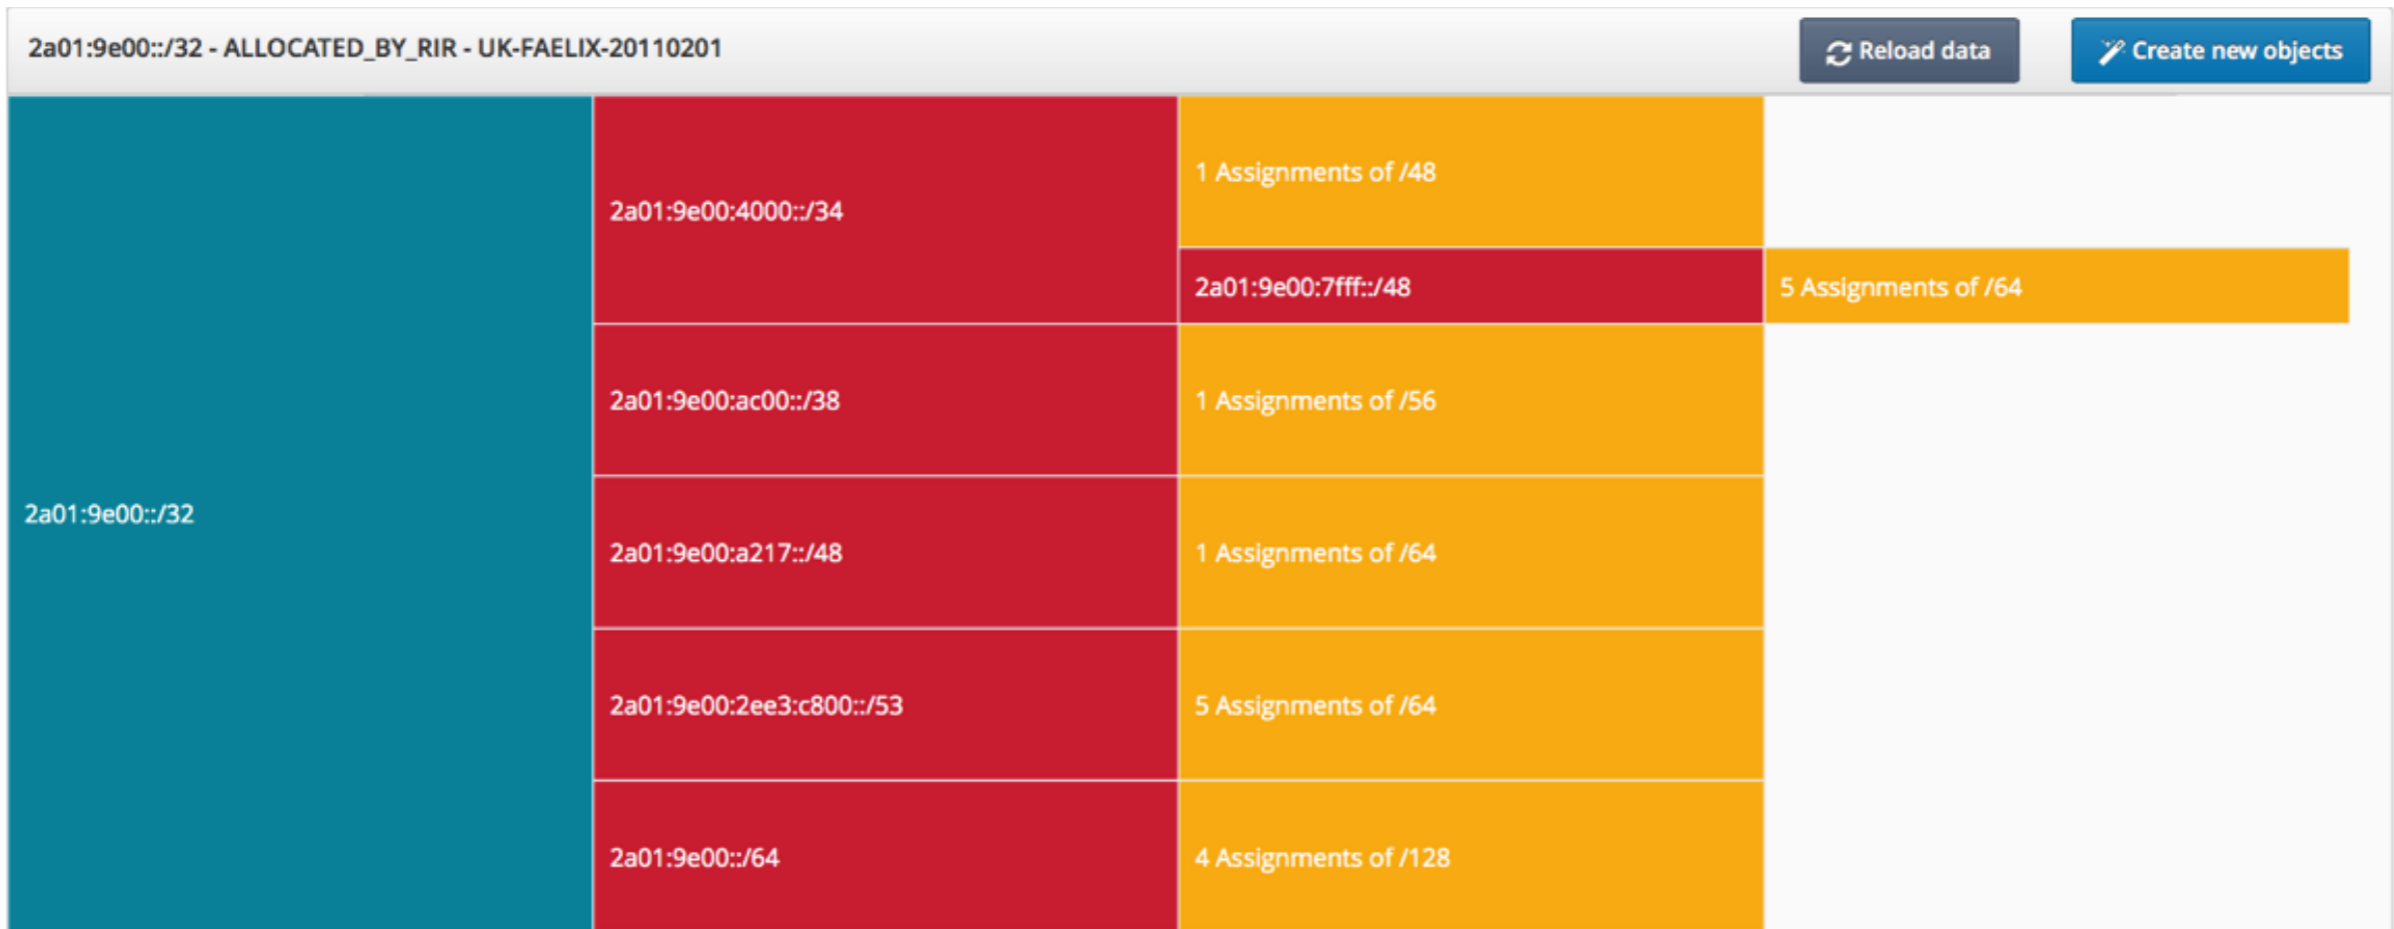 2a01:9e00::/32 - ALLOCATED_BY_RIR - UK-FAELIX-20110201
Reload data
Create new objects
2a01:9e00::/32
2a01:9e00:4000::/34
1 Assignments of /48
2a01:9e00:7fff::/48
5 Assignments of /64
2a01:9e00:ac00::/38
1 Assignments of /56
2a01:9e00:a217::/48
1 Assignments of /64
2a01:9e00:2ee3:c800::/53
5 Assignments of /64
2a01:9e00::/64
4 Assignments of /128